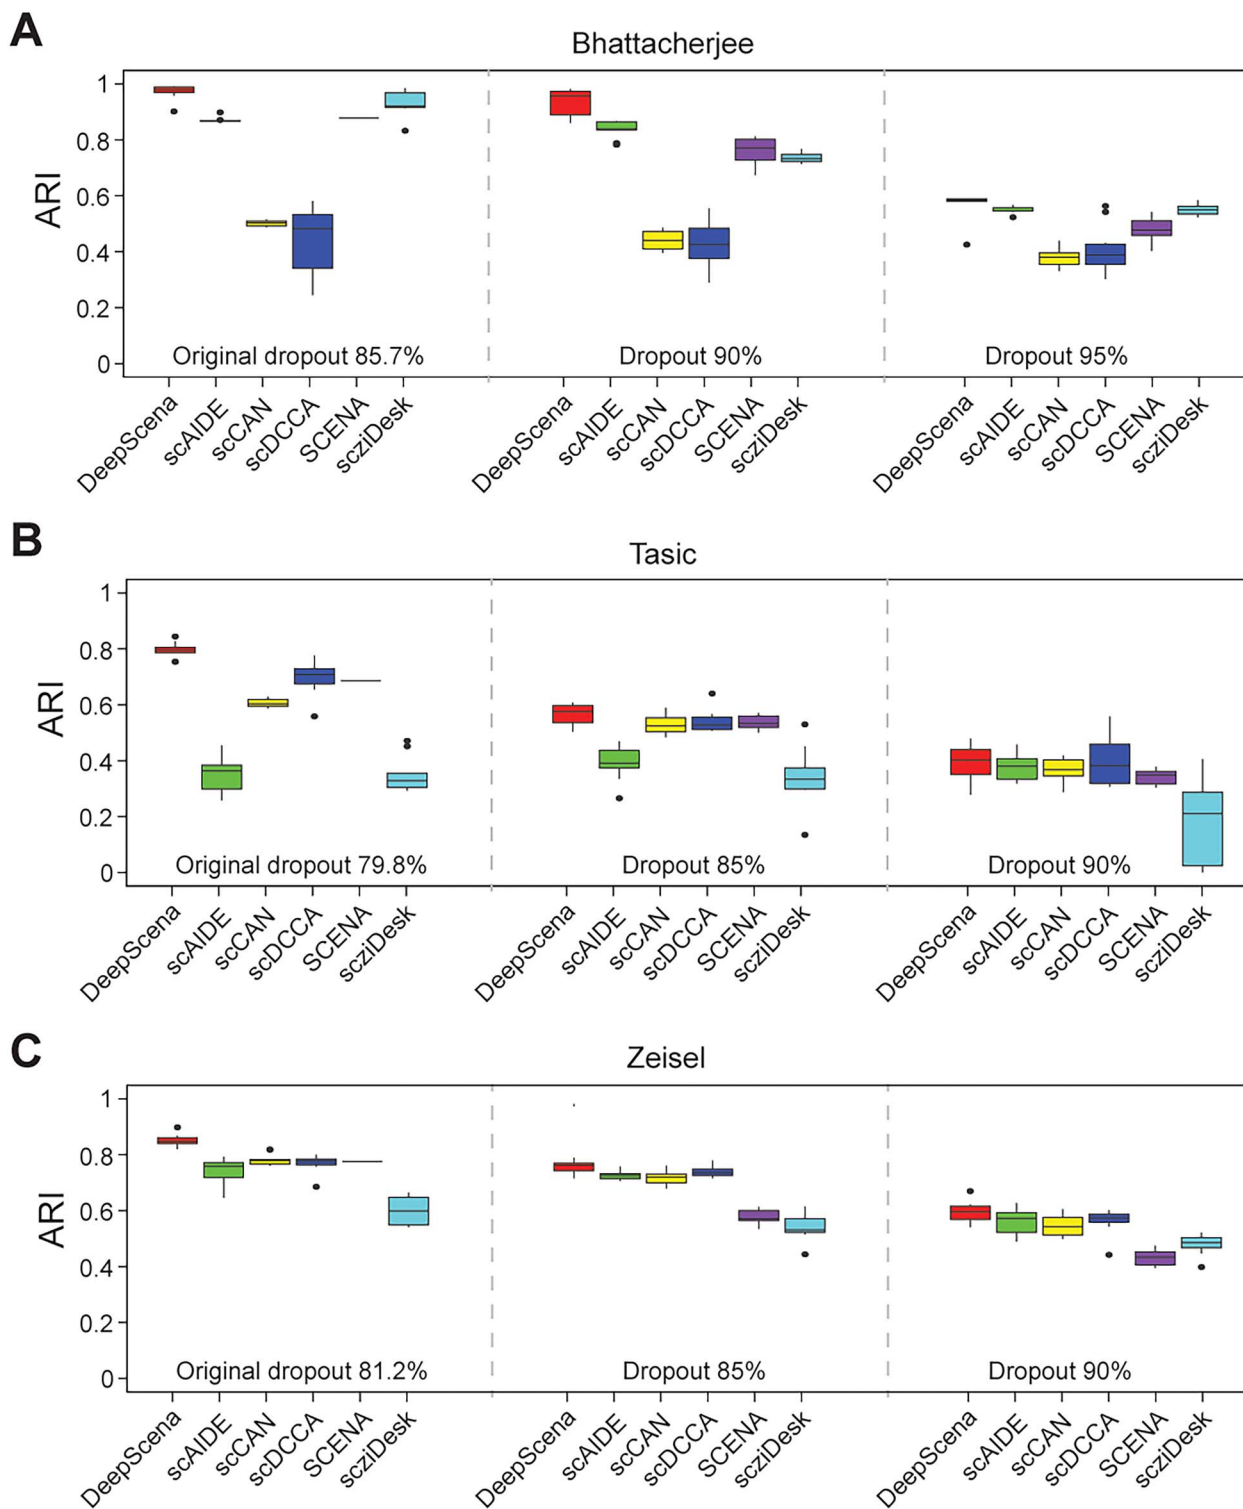 A
Bhattacherjee
ARI
1
0.8
0.6
0.4
0.2
0
Original dropout 85.7%
Dropout 90%
Dropout 95%
DeepScena scAIDE scCAN scDCCA SCENA scziDesk DeepScena scAIDE scCAN scDCCA SCENA scziDesk DeepScena scAIDE scCAN scDCCA SCENA scziDesk
B
Tasic
ARI
1
0.8
0.6
0.4
0.2
0
Original dropout 79.8%
Dropout 85%
Dropout 90%
DeepScena scAIDE scCAN scDCCA SCENA scziDesk DeepScena scAIDE scCAN scDCCA SCENA scziDesk DeepScena scAIDE scCAN scDCCA SCENA scziDesk
C
Zeisel
ARI
1
0.8
0.6
0.4
0.2
0
Original dropout 81.2%
Dropout 85%
Dropout 90%
DeepScena scAIDE scCAN scDCCA SCENA scziDesk DeepScena scAIDE scCAN scDCCA SCENA scziDesk DeepScena scAIDE scCAN scDCCA SCENA scziDesk